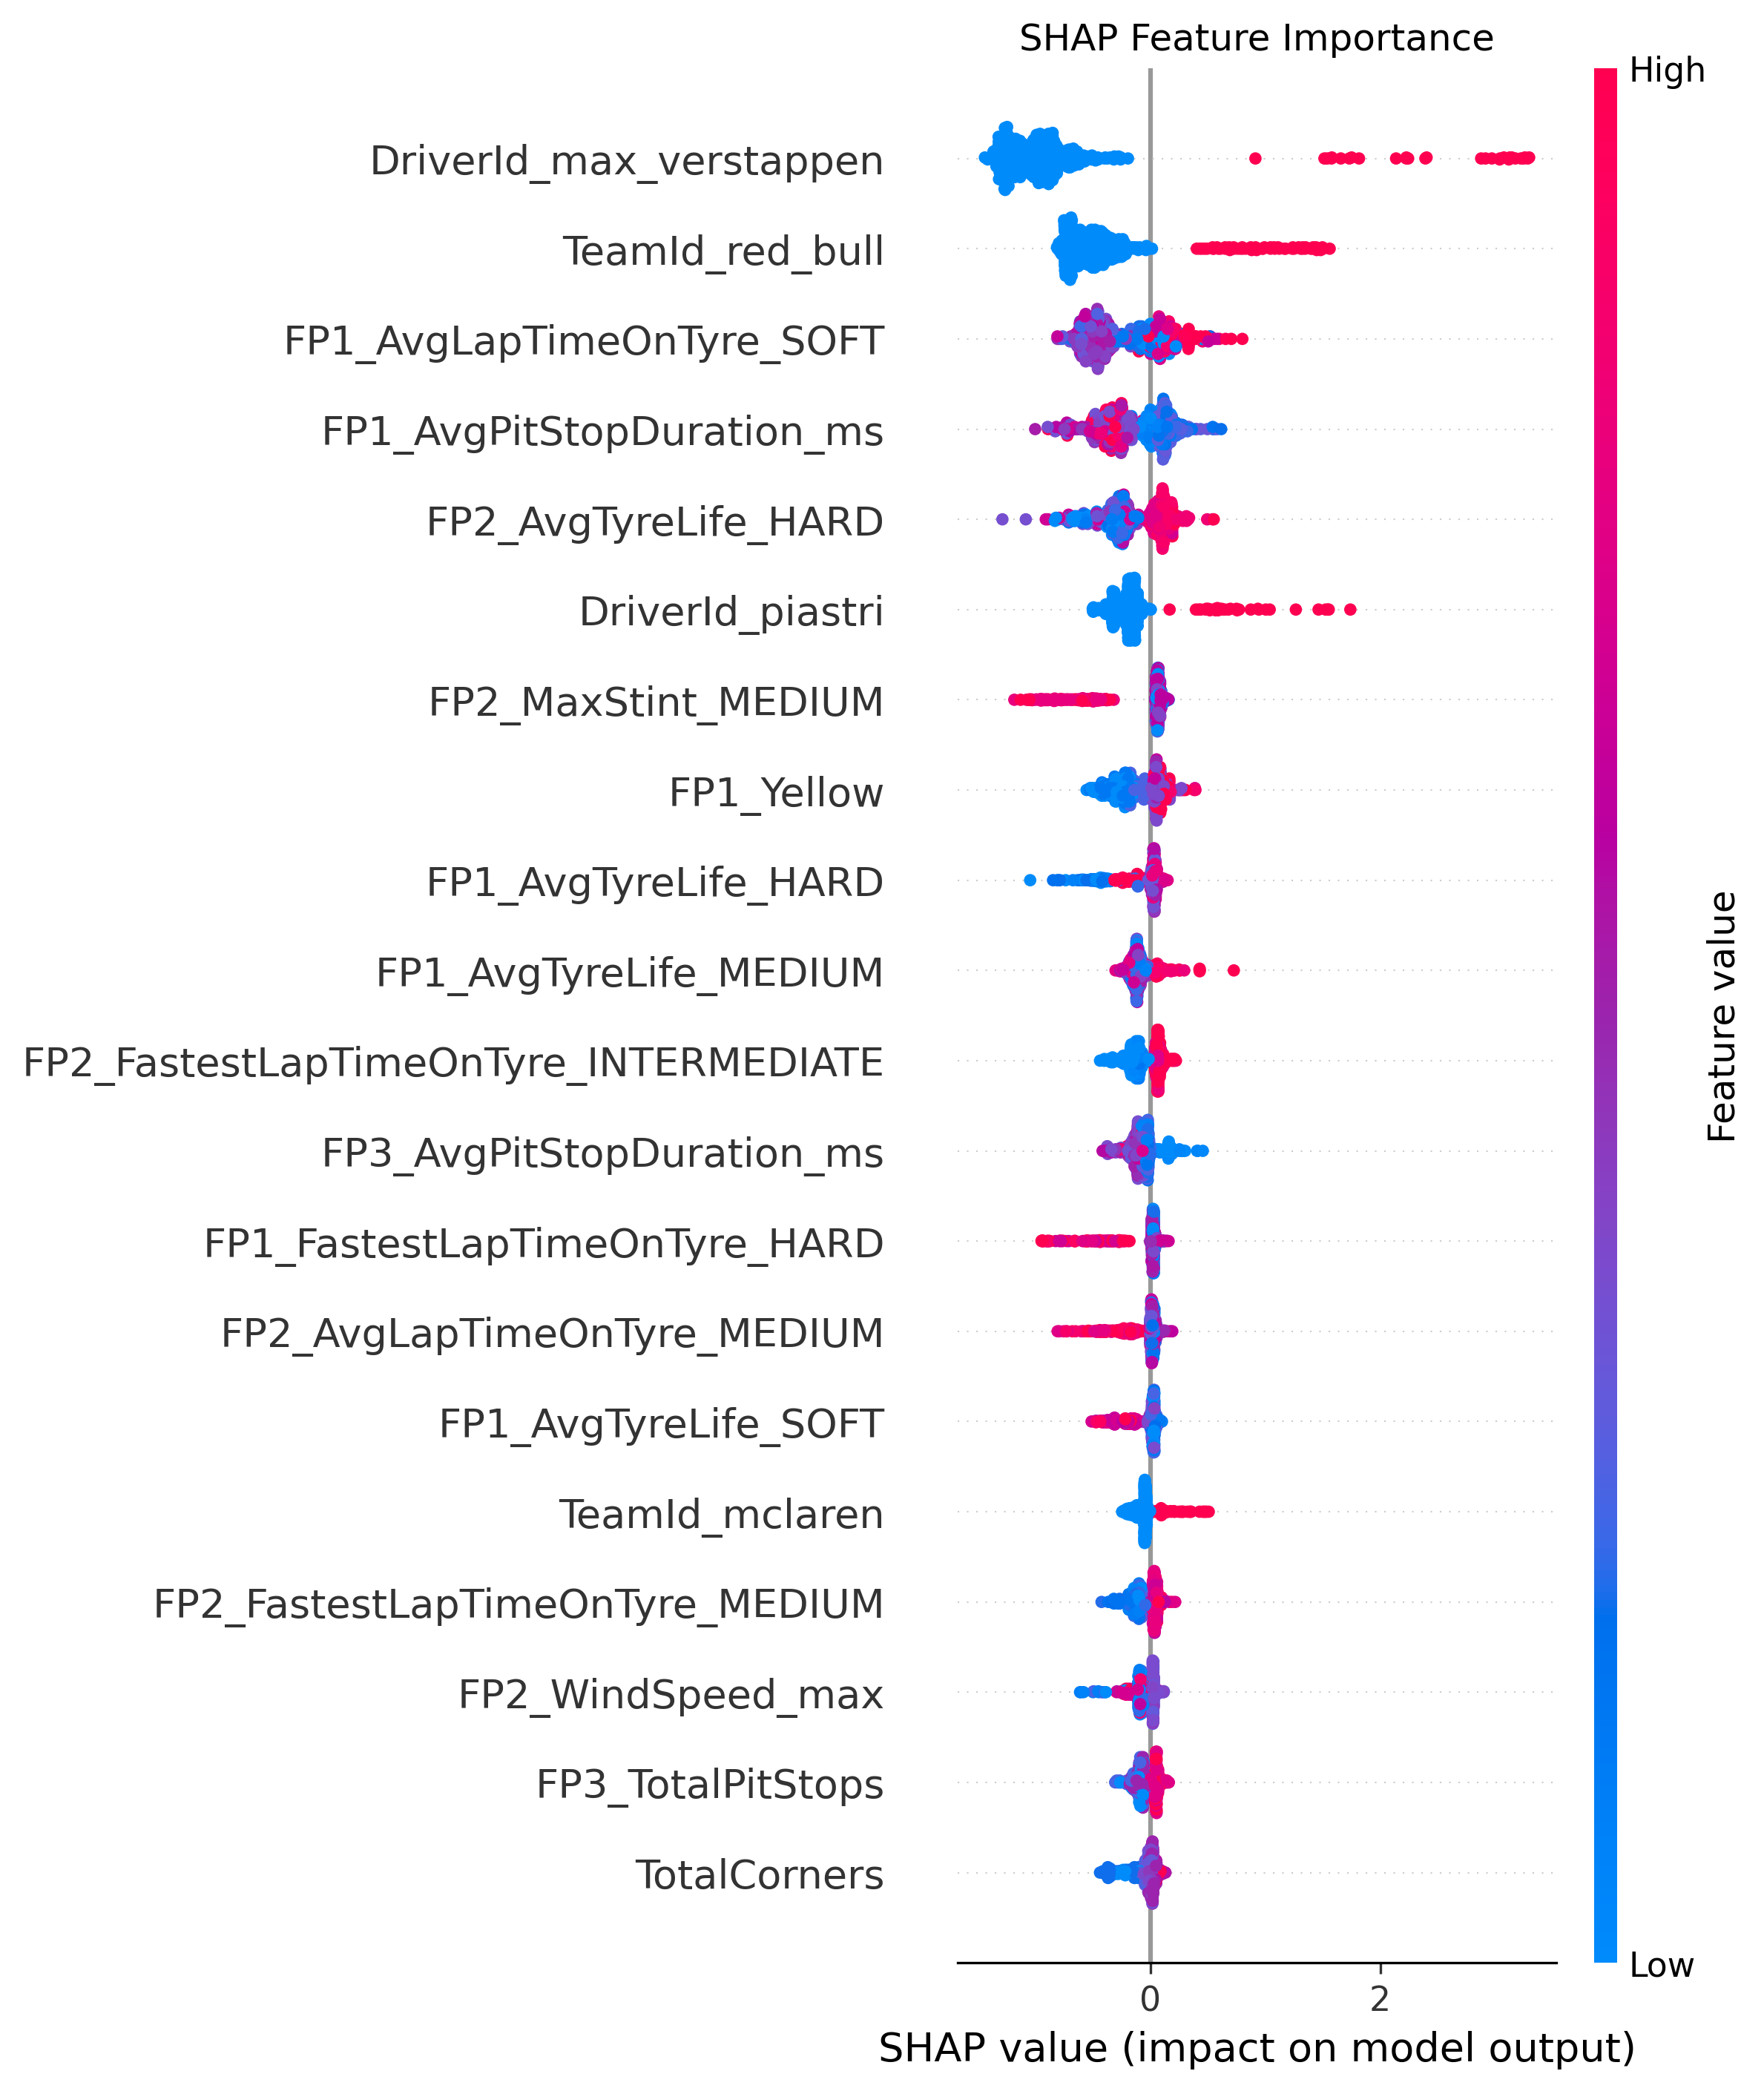 SHAP Feature Importance
High
DriverId_max_verstappen
TeamId_red_bull
FP1_AvgLapTimeOnTyre_SOFT
FP1_AvgPitStopDuration_ms
FP2_AvgTyreLife_HARD
DriverId_piastri
FP2_MaxStint_MEDIUM
FP1_Yellow
FP1_AvgTyreLife_HARD
FP1_AvgTyreLife_MEDIUM
FP2_FastestLapTimeOnTyre_INTERMEDIATE
FP3_AvgPitStopDuration_ms
FP1_FastestLapTimeOnTyre_HARD
FP2_AvgLapTimeOnTyre_MEDIUM
FP1_AvgTyreLife_SOFT
TeamId_mclaren
FP2_FastestLapTimeOnTyre_MEDIUM
FP2_WindSpeed_max
FP3_TotalPitStops
TotalCorners
Feature value
Low
0 2
SHAP value (impact on model output)